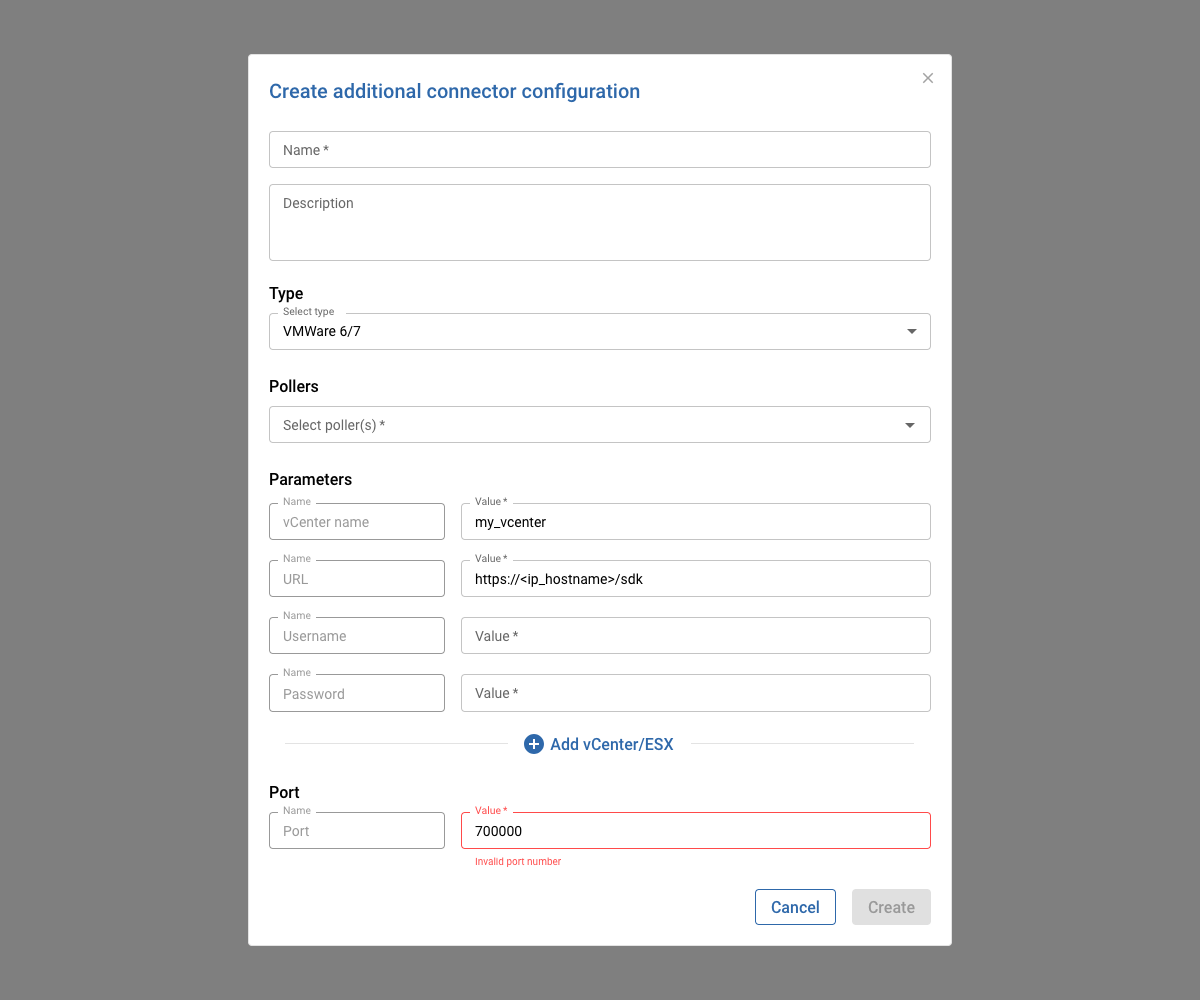 Create additional connector configuration
Name *
Description
Type
Select type
VMWare 6/7
Pollers
Select poller(s) *
Parameters
Name
vCenter name
Value *
my_vcenter
Name
URL
Value *
https://<ip_hostname>/sdk
Name
Username
Value *
Name
Password
Value *
Add vCenter/ESX
Port
Name
Port
Value *
700000
Invalid port number
Cancel
Create